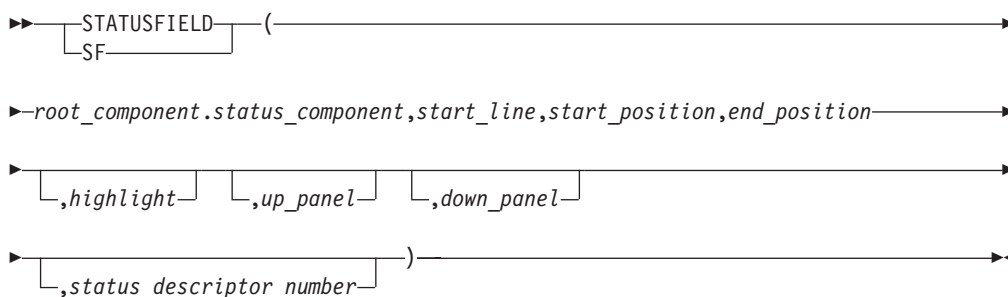 STATUSFIELD (
SF
root_component.status_component,start_line,start_position,end_position
,highlight ,up_panel ,down_panel
)
,status descriptor number